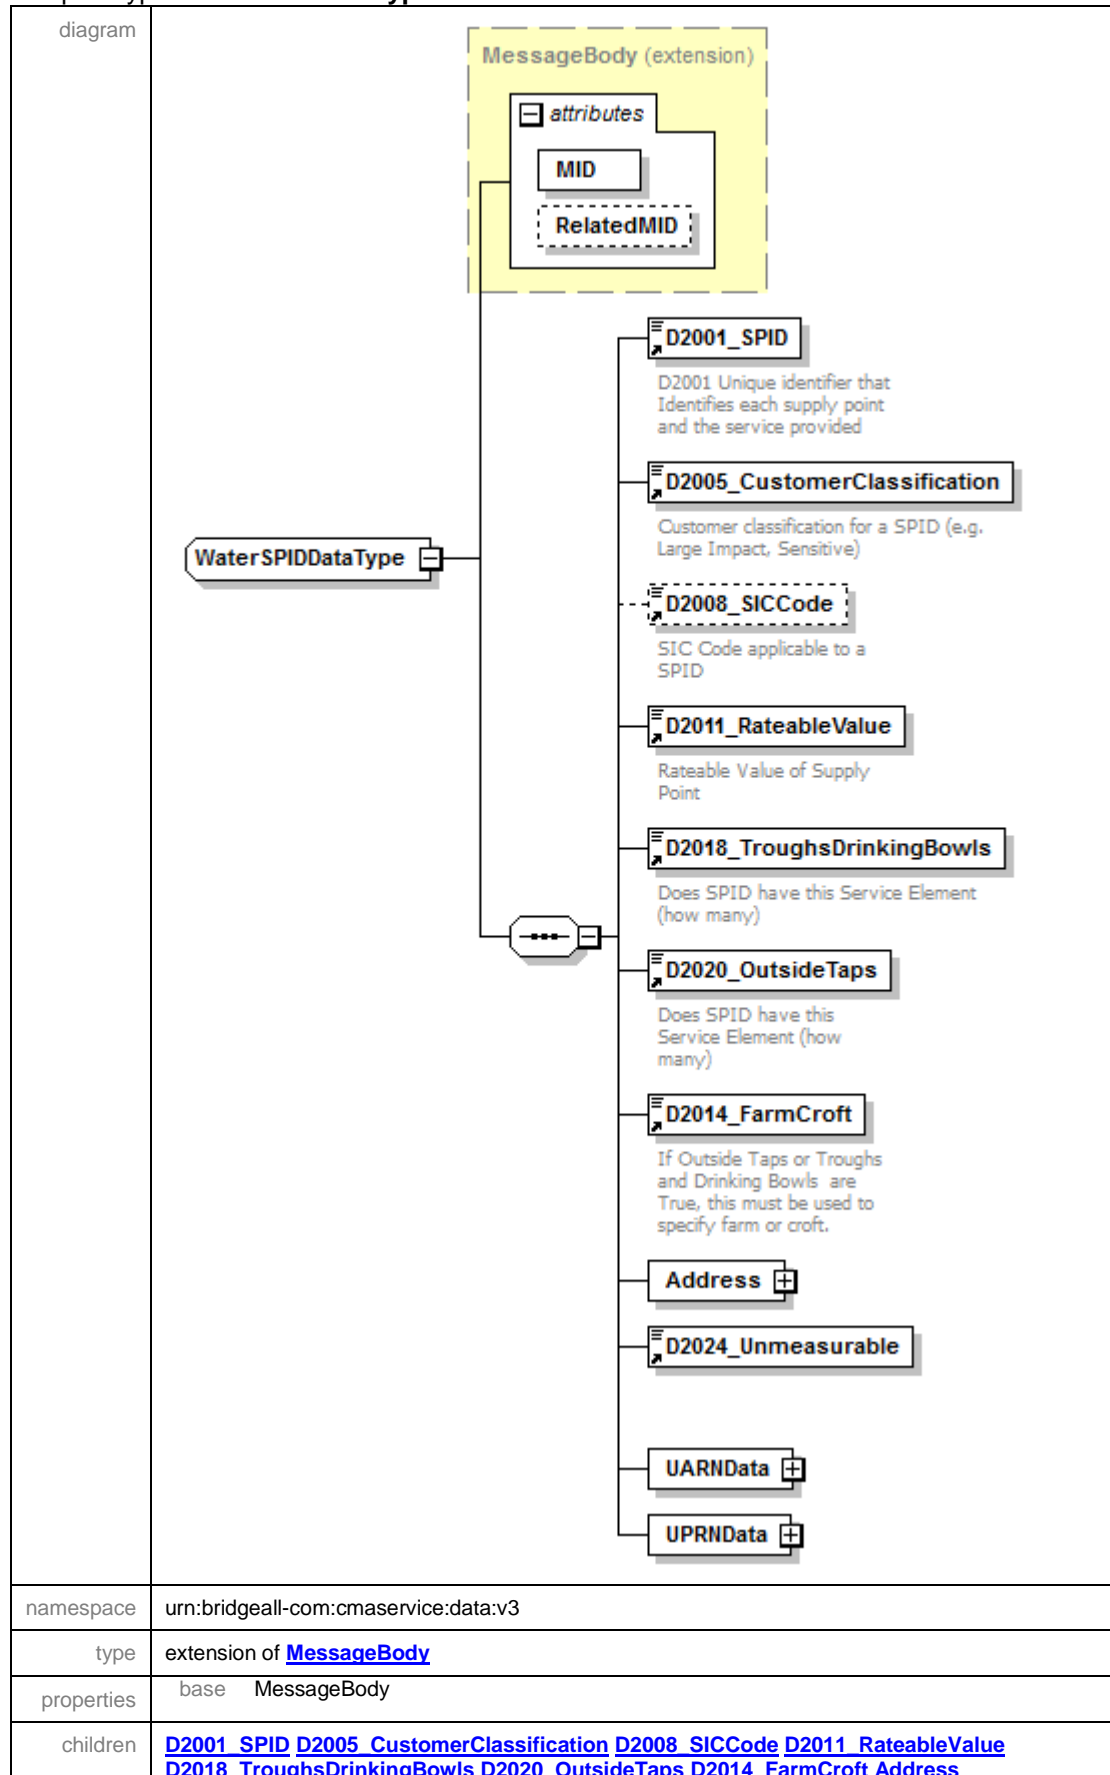 diagram
MessageBody (extension)
attributes
MID
RelatedMID
D2001_SPID
D2001 Unique identifier that
Identifies each supply point
and the service provided
D2005_CustomerClassification
Customer classification for a SPID (e.g.
Large Impact, Sensitive)
WaterSPIDDataType
D2008_SICCode
SIC Code applicable to a
SPID
D2011_RateableValue
Rateable Value of Supply
Point
D2018_TroughsDrinkingBowls
Does SPID have this Service Element
(how many)
D2020_OutsideTaps
Does SPID have this
Service Element (how
many)
D2014_FarmCroft
If Outside Taps or Troughs
and Drinking Bowls are
True, this must be used to
specify farm or croft.
Address
D2024_Unmeasurable
UARNData
UPRNData
namespace urn:bridgeall-com:cmaservice:data:v3
type extension of MessageBody
properties base MessageBody
children D2001_SPID D2005_CustomerClassification D2008_SICCode D2011_RateableValue
D2018_TroughsDrinkingBowls D2020_OutsideTaps D2014_FarmCroft Address